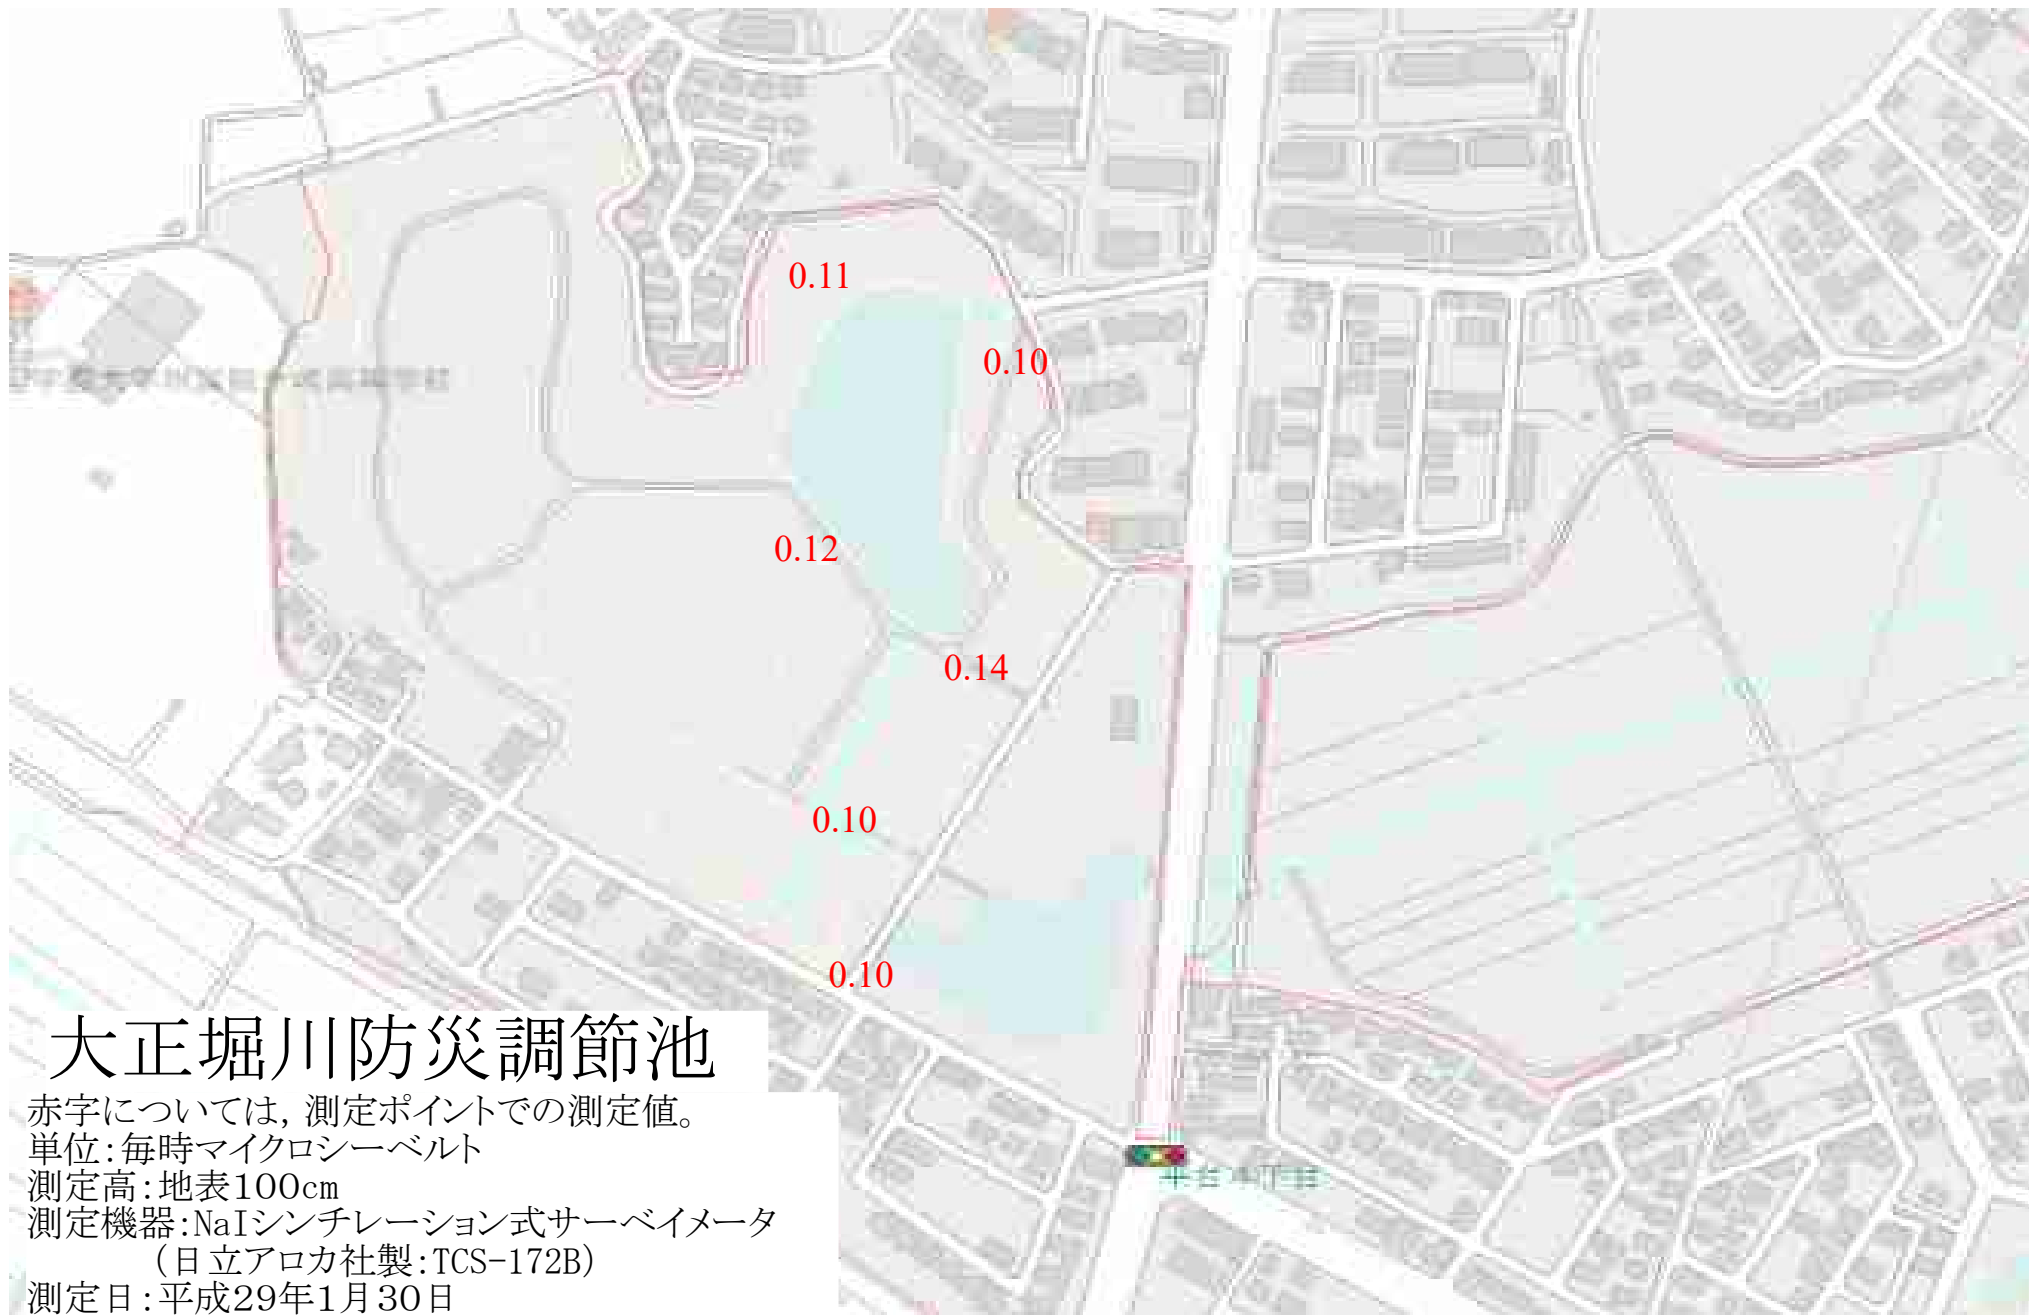 0.11
0.10
0.12
0.14
0.10
0.10
大正堀川防災調節池
赤字については，測定ポイントでの測定値。
単位：毎時マイクロシーベルト
測定高：地表100cm
測定機器：NaIシンチレーション式サーベイメータ
（日立アロカ社製：TCS-172B）
測定日：平成29年1月30日